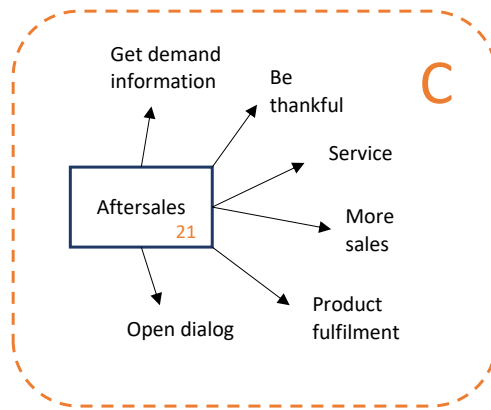 Get demand
information
Be
thankful
C
Service
Aftersales
21
More
sales
Open dialog
Product
fulfilment